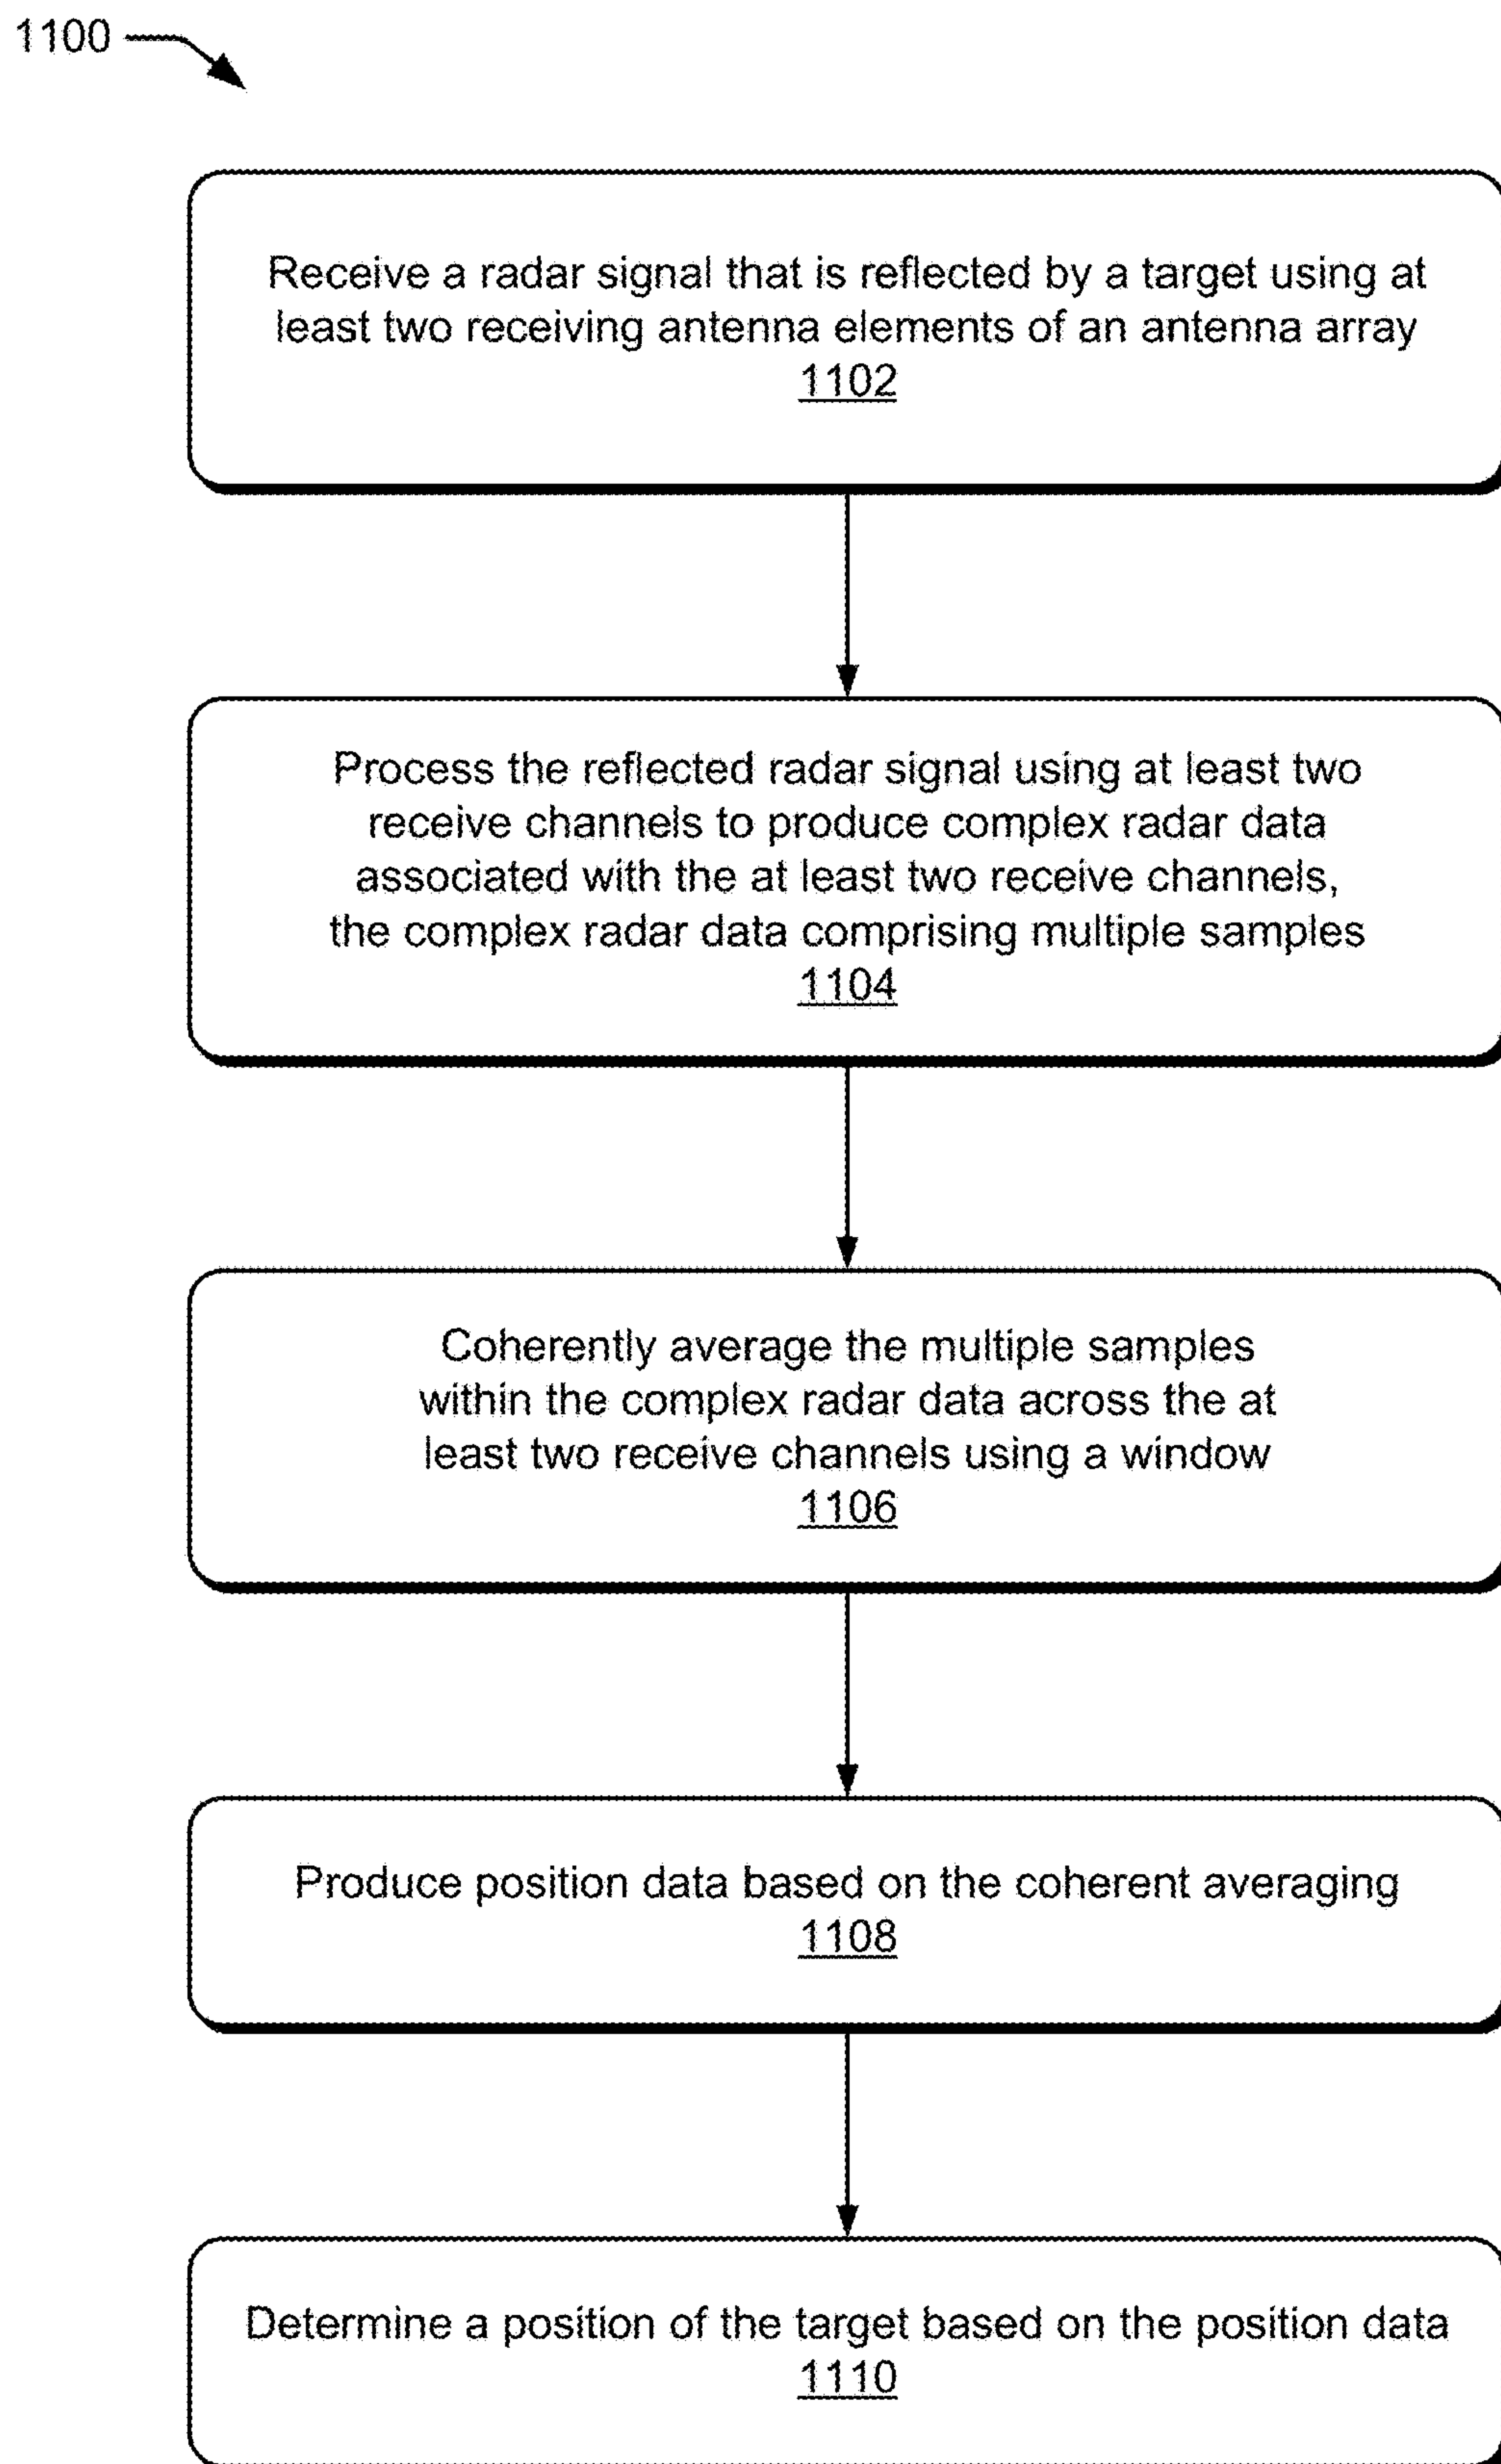 1100
Receive a radar signal that is reflected by a target using at
least two receiving antenna elements of an antenna array
1102
Process the reflected radar signal using at least two
receive channels to produce complex radar data
associated with the at least two receive channels,
the complex radar data comprising multiple samples
1104
Coherently average the multiple samples
within the complex radar data across the at
least two receive channels using a window
1106
Produce position data based on the coherent averaging
1108
Determine a position of the target based on the position data
1110